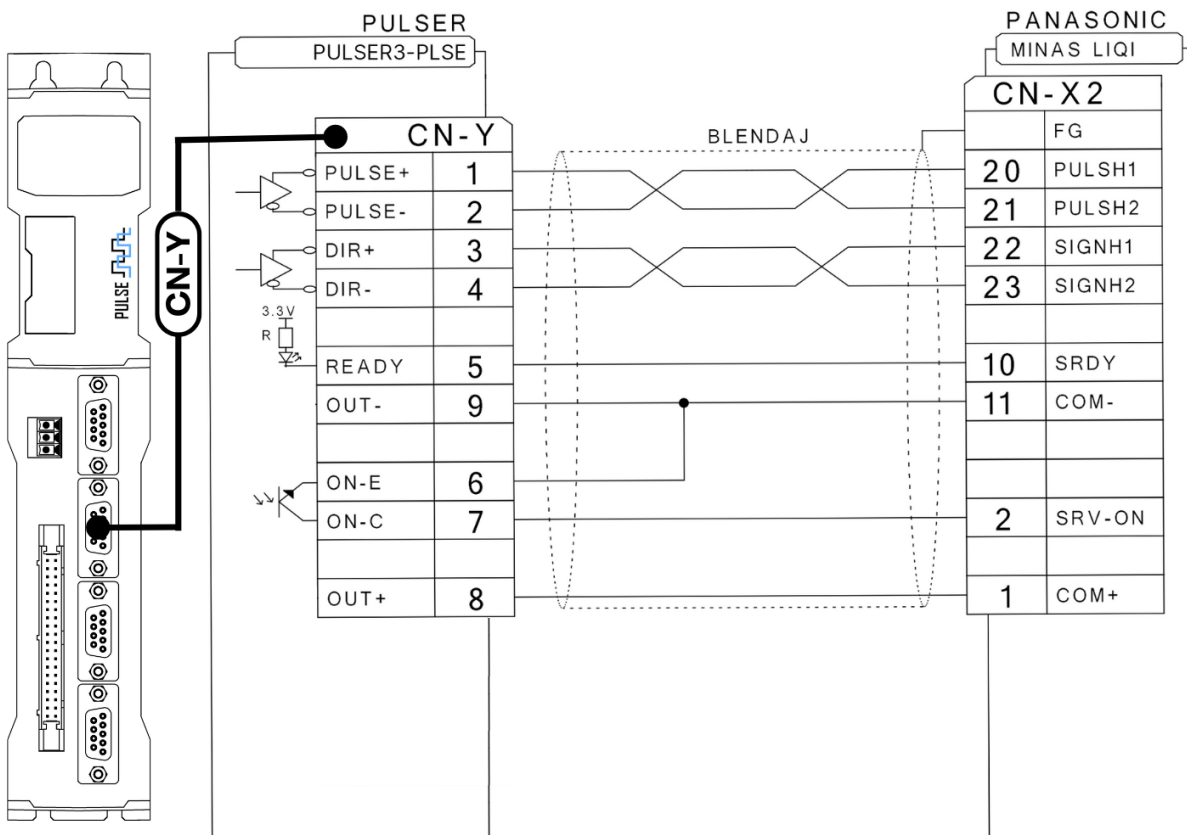 PULSER
PULSER3-PLSE
PANASONIC
MINAS LIQI
CN-Y
PULSE+ 1
PULSE- 2
DIR+ 3
DIR- 4
READY 5
OUT- 9
ON-E 6
ON-C 7
OUT+ 8
3.3V
R
BLENDAJ
CN-X2
FG
20 PULSH1
21 PULSH2
22 SIGNH1
23 SIGNH2
10 SRDY
11 COM-
2 SRV-ON
1 COM+
CN-Y
PULSE